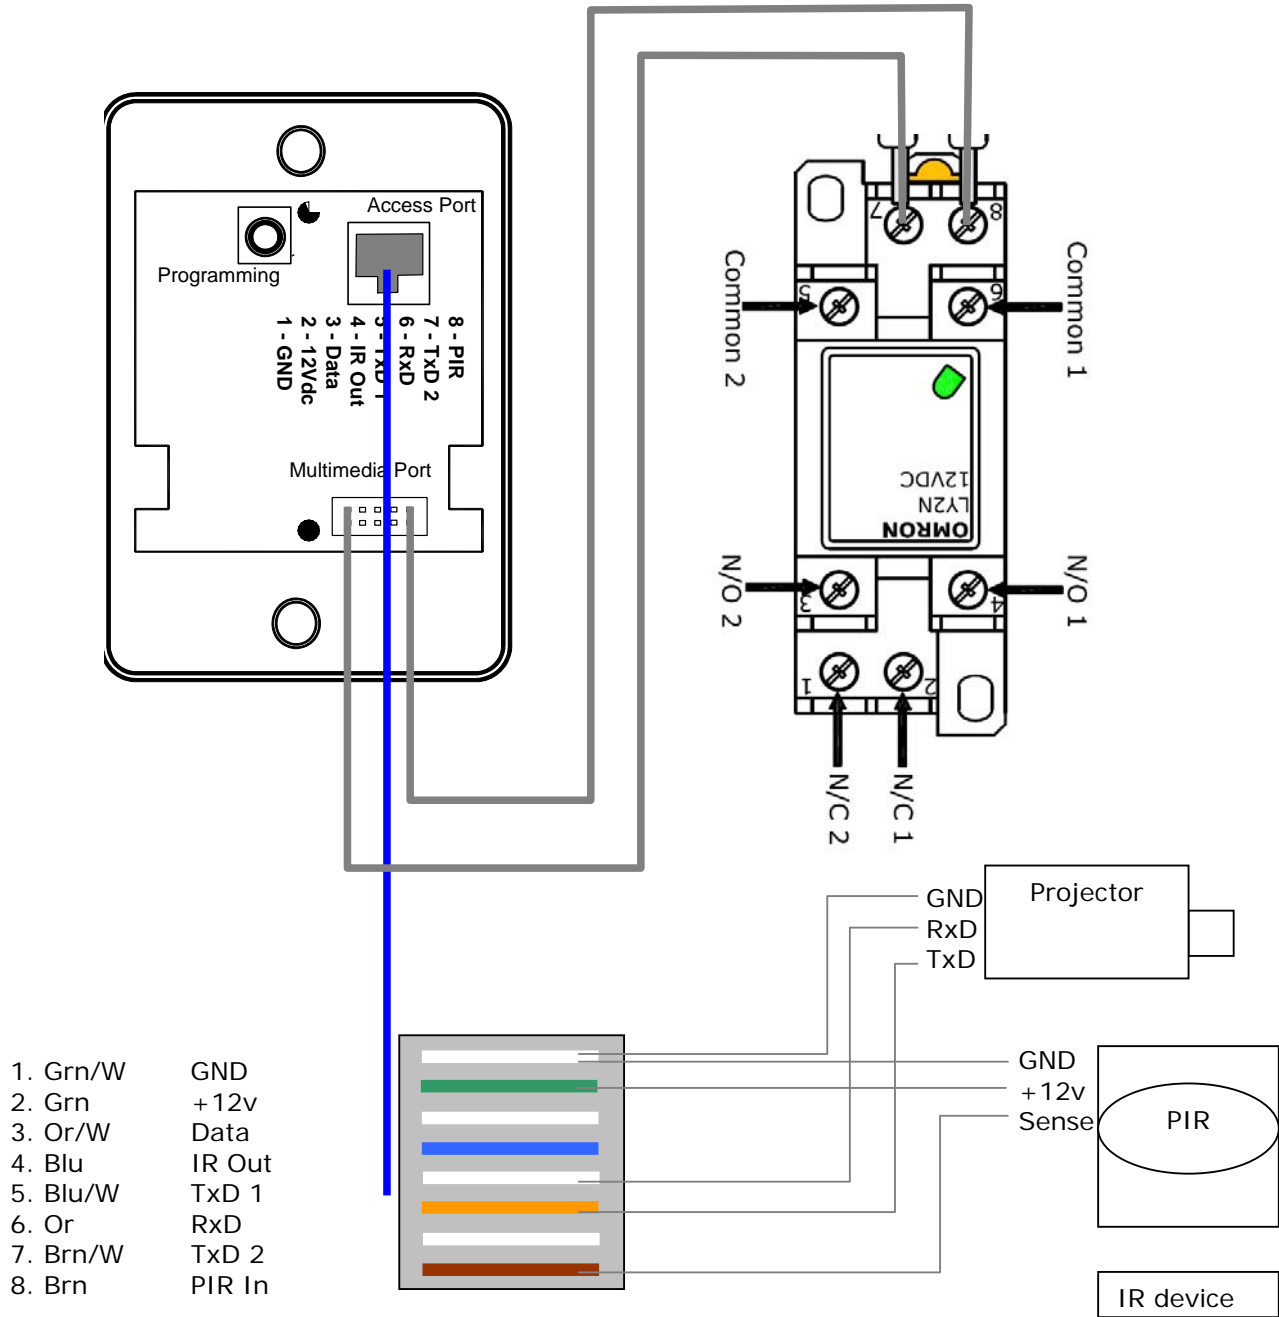 Access Port
Programming
1 - GND
2 - 12Vdc
3 - Data
4 - IR Out
5 - TxD 1
6 - RxD
7 - TxD 2
8 - PIR
Multimedia Port
7
8
Common 2
5
6
Common 1
OMRON
LY2N
12VDC
N/O 2
3
4
N/O 1
1
2
N/C 2
N/C 1
Projector
GND
RxD
TxD
1. Grn/W GND
2. Grn +12v
3. Or/W Data
4. Blu IR Out
5. Blu/W TxD 1
6. Or RxD
7. Brn/W TxD 2
8. Brn PIR In
GND
+12v
Sense
PIR
IR device